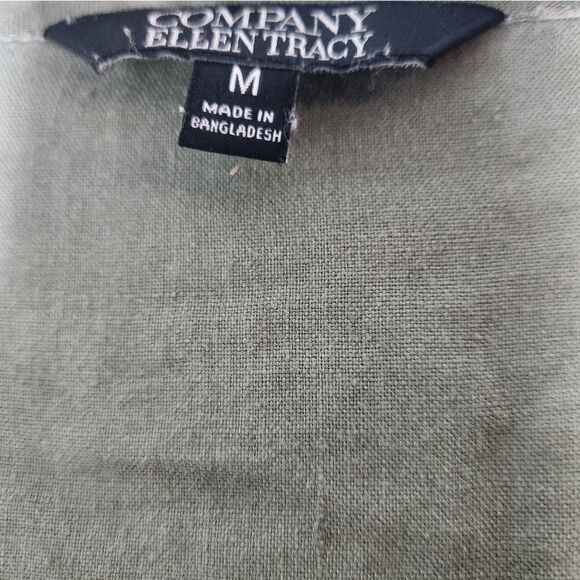 COMPANY
ELLEN TRACY
M
MADE IN
BANGLADESH